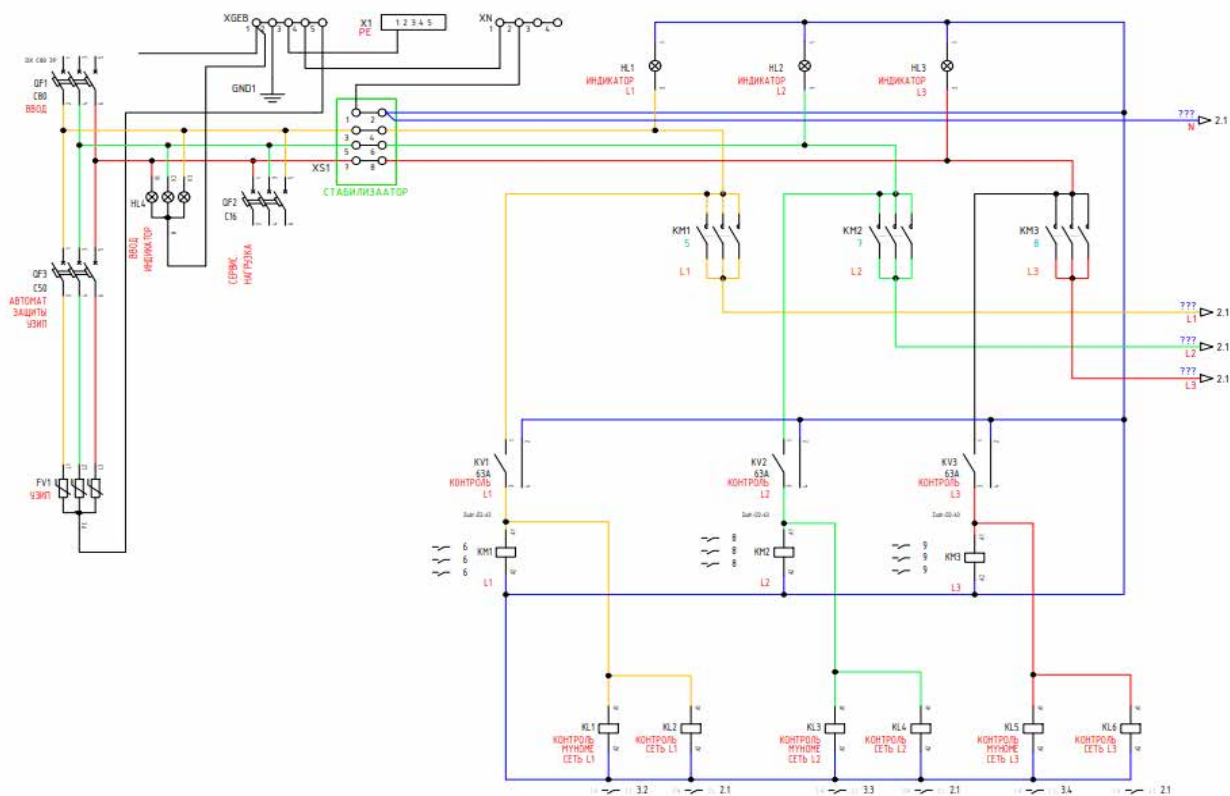 XGEB
1 2 3 4 5
X1
PE
1 2 3 4 5
XN
1 2 3 4
QF1
C80
ВВОД
GND1
HL1
ИНДИКАТОР
L1
HL2
ИНДИКАТОР
L2
HL3
ИНДИКАТОР
L3
???
N
2.1
1 2
3 4
5 6
7 8
XS1
СТАБИЛИЗААТОР
HL4
ВВОД
ИНДИКАТОР
QF2
C16
СЕРВИС
НАГРУЗКА
KM1
5
L1
KM2
7
L2
KM3
8
L3
QF3
C50
АВТОМАТ
ЗАЩИТЫ
УЗИП
???
L1
2.1
???
L2
2.1
???
L3
2.1
FV1
УЗИП
KV1
63A
КОНТРОЛЬ
L1
KV2
63A
КОНТРОЛЬ
L2
KV3
63A
КОНТРОЛЬ
L3
6
6
6
KM1
L1
8
8
8
KM2
L2
9
9
9
KM3
L3
KL1
КОНТРОЛЬ
MYHOME
СЕТЬ L1
KL2
КОНТРОЛЬ
СЕТЬ L1
KL3
КОНТРОЛЬ
MYHOME
СЕТЬ L2
KL4
КОНТРОЛЬ
СЕТЬ L2
KL5
КОНТРОЛЬ
MYHOME
СЕТЬ L3
KL6
КОНТРОЛЬ
СЕТЬ L3
3.2
2.1
3.3
2.1
3.4
2.1